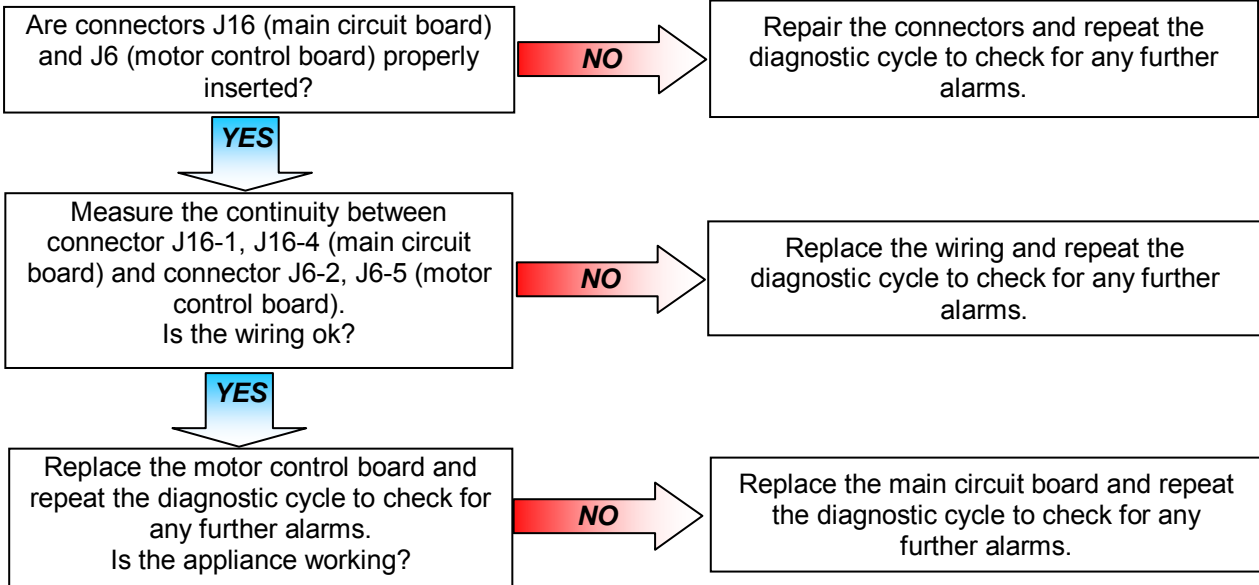 Are connectors J16 (main circuit board)
and J6 (motor control board) properly
inserted?
NO
Repair the connectors and repeat the
diagnostic cycle to check for any further
alarms.
YES
Measure the continuity between
connector J16-1, J16-4 (main circuit
board) and connector J6-2, J6-5 (motor
control board).
Is the wiring ok?
NO
Replace the wiring and repeat the
diagnostic cycle to check for any further
alarms.
YES
Replace the motor control board and
repeat the diagnostic cycle to check for
any further alarms.
Is the appliance working?
NO
Replace the main circuit board and repeat
the diagnostic cycle to check for any
further alarms.